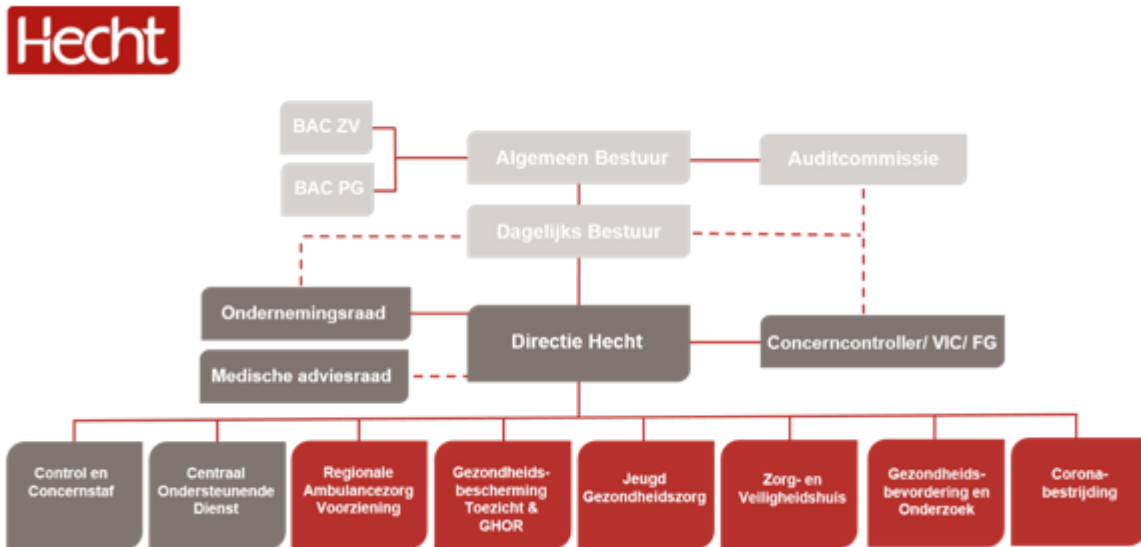 Hecht
BAC ZV
Algemeen Bestuur
Auditcommissie
BAC PG
Dagelijks Bestuur
Ondernemingsraad
Directie Hecht
Concerncontroller/ VIC/ FG
Medische adviesraad
Control en
Concernstaf
Centraal
Ondersteunende
Dienst
Regionale
Ambulancezorg
Voorziening
Gezondheids-
bescherming
Toezicht &
GHOR
Jeugd
Gezondheidszorg
Zorg- en
Veiligheidshuis
Gezondheids-
bevordering en
Onderzoek
Corona-
bestrijding